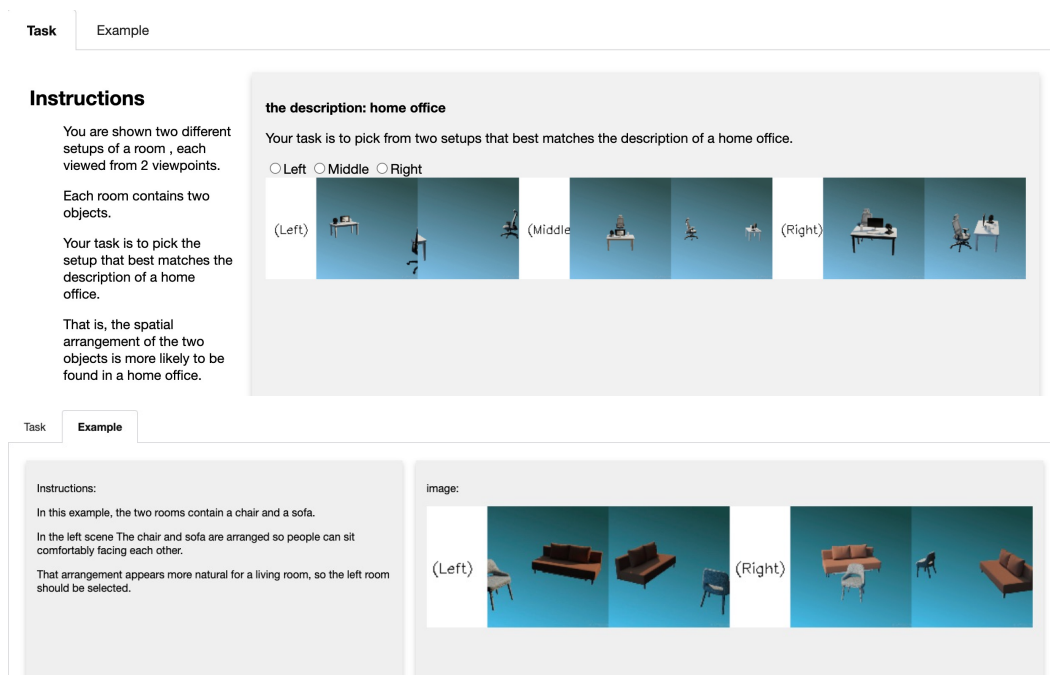 Task
Example
Instructions
You are shown two different
setups of a room , each
viewed from 2 viewpoints.
Each room contains two
objects.
Your task is to pick the
setup that best matches the
description of a home
office.
That is, the spatial
arrangement of the two
objects is more likely to be
found in a home office.
the description: home office
Your task is to pick from two setups that best matches the description of a home office.
Left Middle Right
(Left)
(Middle
(Right)
Task
Example
Instructions:
In this example, the two rooms contain a chair and a sofa.
In the left scene The chair and sofa are arranged so people can sit
comfortably facing each other.
That arrangement appears more natural for a living room, so the left room
should be selected.
image:
(Left)
(Right)